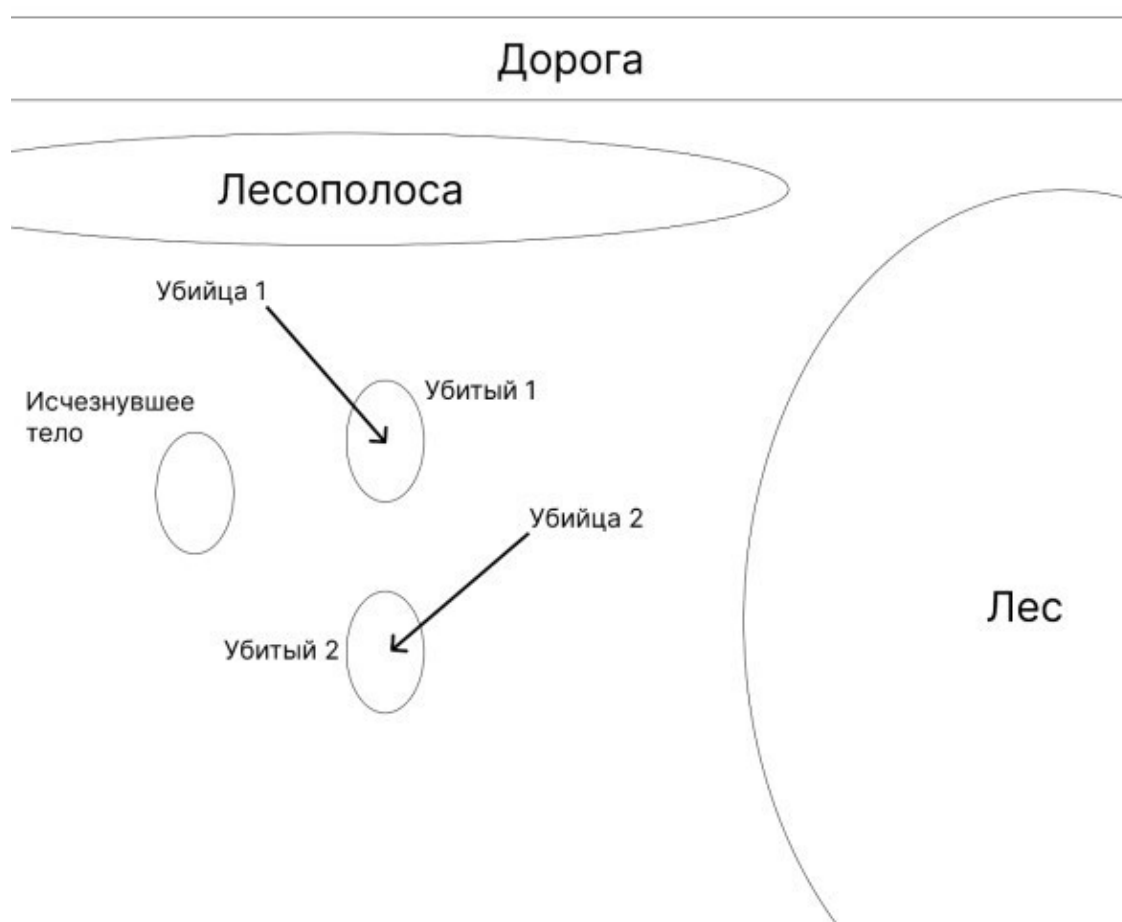 Дорога
Лесополоса
Убийца 1
Убитый 1
Исчезнувшее
тело
Убийца 2
Лес
Убитый 2